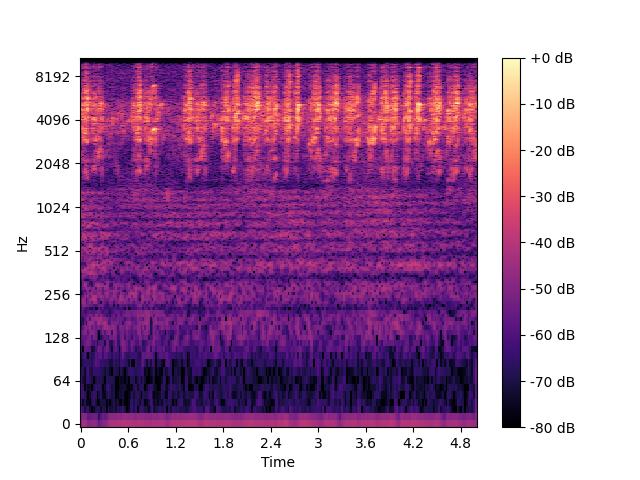 8192
4096
2048
1024
512
256
128
64
0
Hz
0 0.6 1.2 1.8 2.4 3 3.6 4.2 4.8
Time
+0 dB
-10 dB
-20 dB
-30 dB
-40 dB
-50 dB
-60 dB
-70 dB
-80 dB